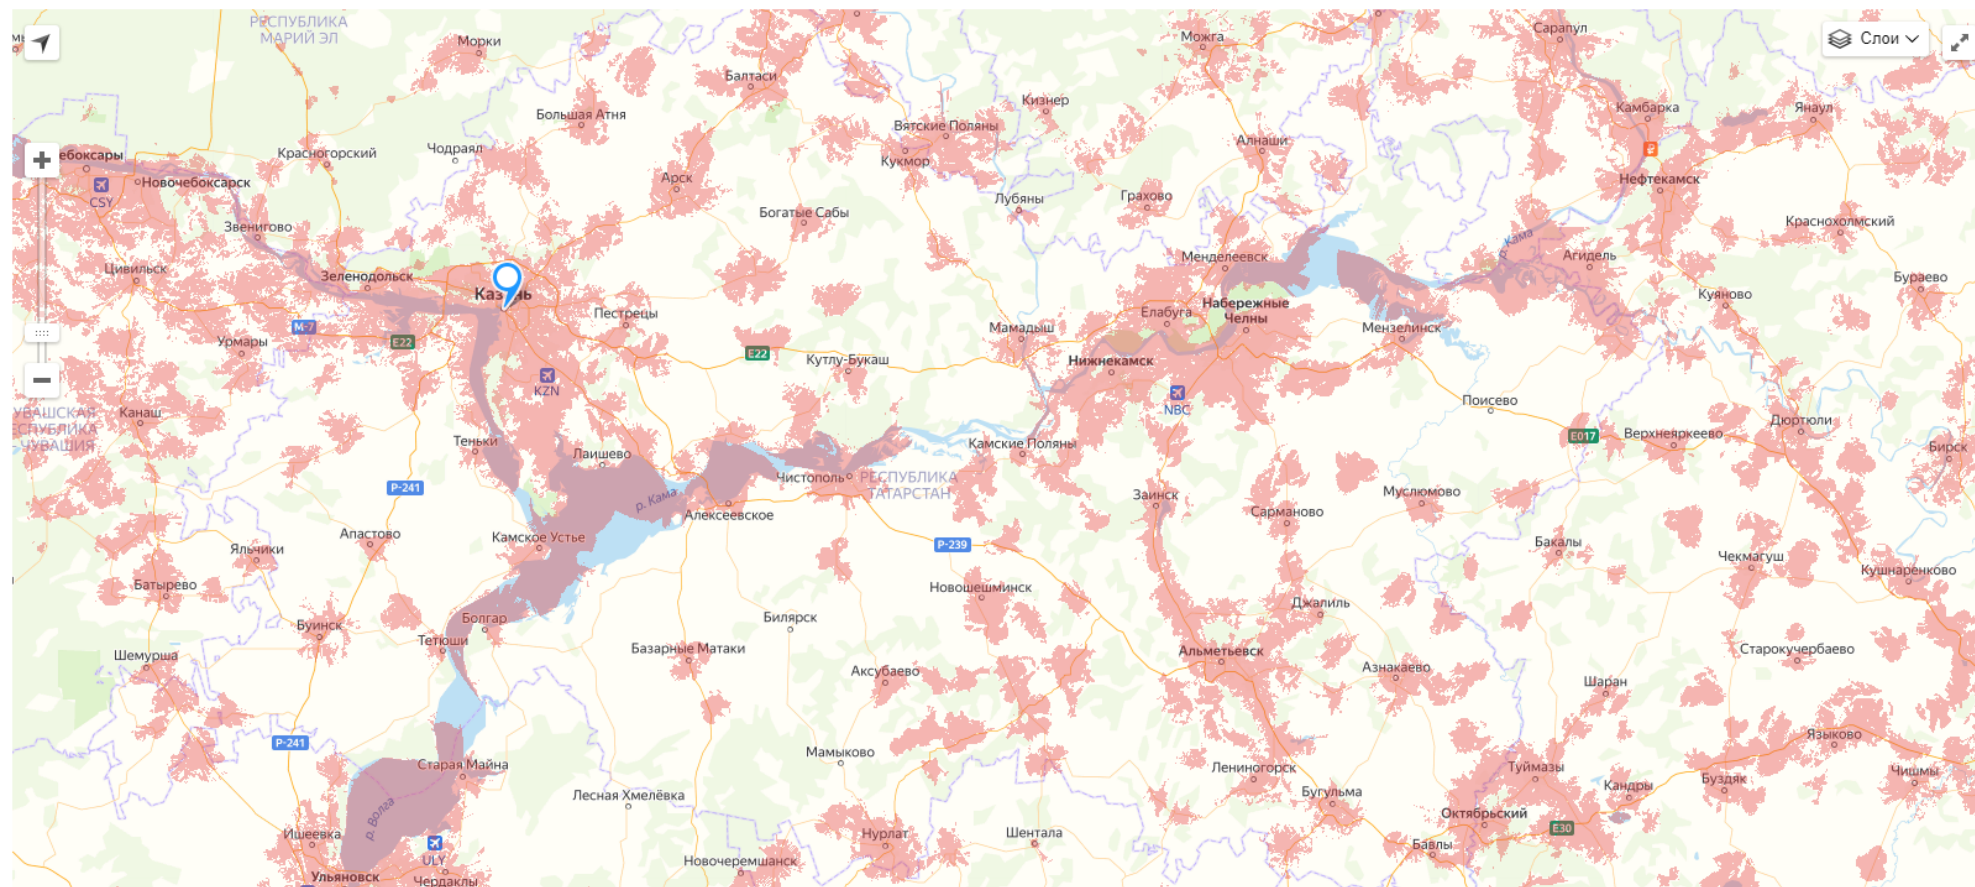 РЕСПУБЛИКА
МАРИЙ ЭЛ
Морки
Можга
Сарапул
Слои
Балтаси
Кизнер
Камбарка
Янаул
Большая Атня
Вятские Поляны
Алнаши
ебоксары
Красногорский
Чодраял
Кукмор
Новочебоксарск
Арск
Нефтекамск
CSY
Лубяны
Грахово
Богатые Сабы
Краснохолмский
Звенигово
р. Кама
Цивильск
Зеленодольск
Менделеевск
Агидель
Бураево
Казань
Куяново
Набережные
Челны
Елабуга
Пестрецы
М-7
Мамадыш
Мензелинск
Урмары
E22
E22
Кутлу-Букаш
Нижнекамск
KZN
NBC
Поисево
УВАШСКАЯ
ЕСПУБЛИКА
- ЧУВАШИЯ
Канаш
Дюртюли
E017
Верхнеяркеево
Теньки
Камские Поляны
Бирск
Лаишево
Чистополь
РЕСПУБЛИКА
ТАТАРСТАН
Р-241
Муслюмово
Заинск
р. Кама
Алексеевское
Сарманово
Апастово
Камское Устье
Р-239
Бакалы
Яльчики
Чекмагуш
Кушнаренково
Батырево
Новошешминск
Джалиль
Болгар
Билярск
Буинск
Тетюши
Шемурша
Базарные Матаки
Альметьевск
Старокучербаево
Аксубаево
Азнакаево
Шаран
Р-241
Языково
Мамыково
Старая Майна
Лениногорск
Туймазы
Буздяк
Чишмы
Лесная Хмелёвка
Бугульма
Кандры
р. Волга
Октябрьский
Ишеевка
Нурлат
Шентала
E30
Бавлы
ULY
Новочеремшанск
Ульяновск
Чердаклы